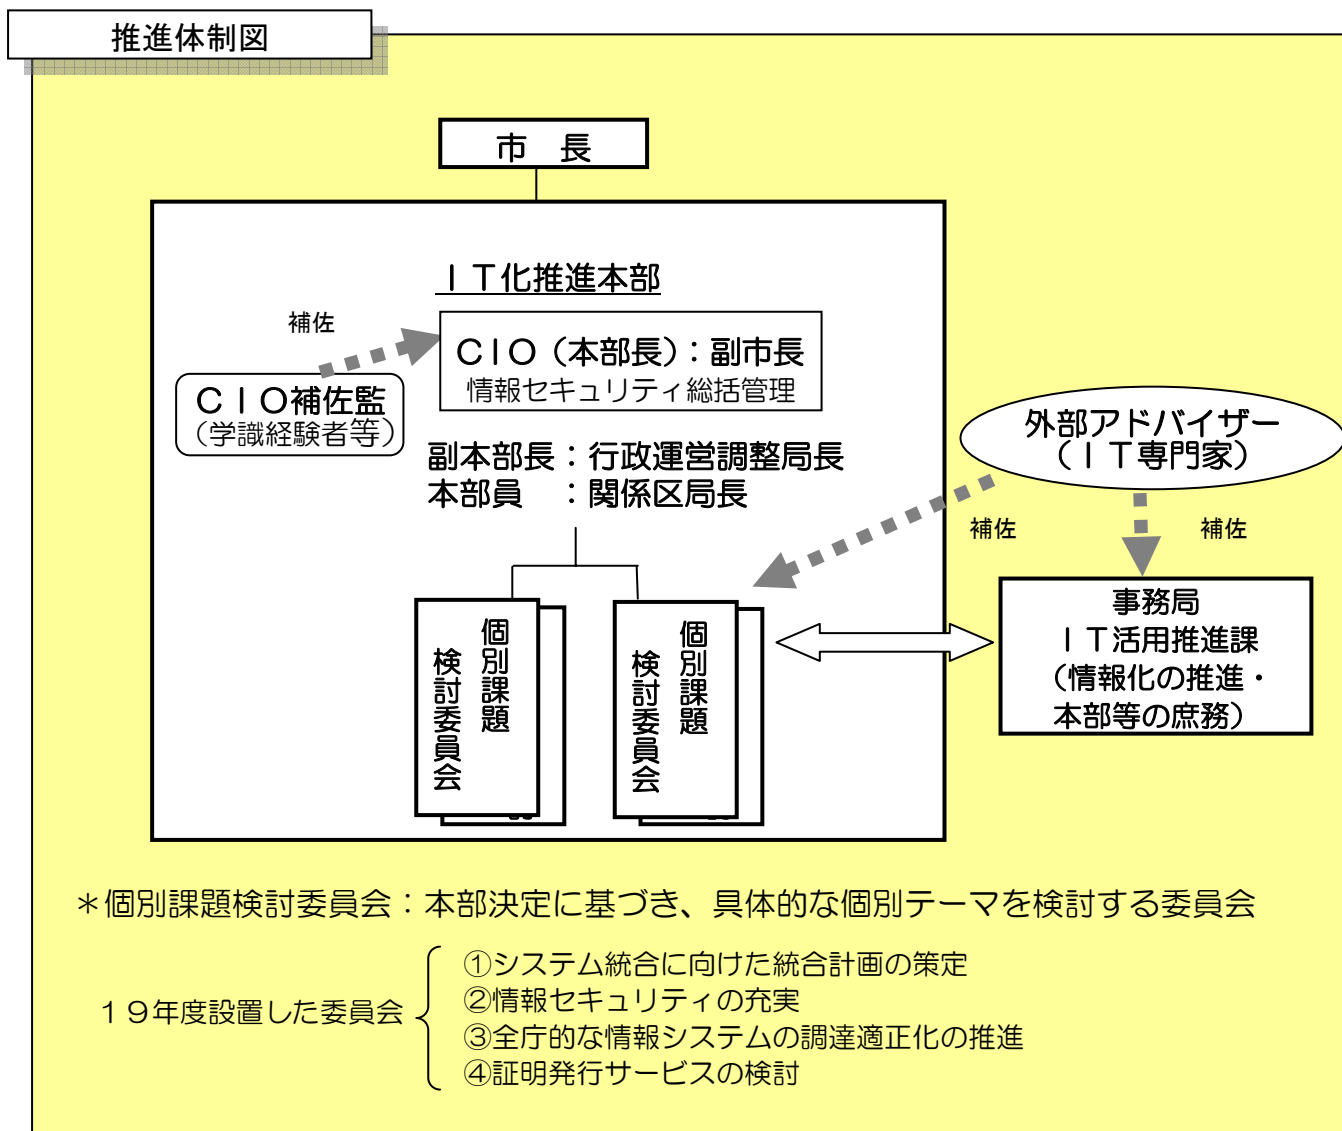 推進体制図
市　長
ＩＴ化推進本部
補佐
ＣＩＯ（本部長）：副市長
情報セキュリティ総括管理
ＣＩＯ補佐監
（学識経験者等）
副本部長：行政運営調整局長
本部員　：関係区局長
外部アドバイザー
（ＩＴ専門家）
補佐
補佐
個別課題
検討委員会
個別課題
検討委員会
事務局
ＩＴ活用推進課
（情報化の推進・
本部等の庶務）
＊個別課題検討委員会：本部決定に基づき、具体的な個別テーマを検討する委員会
１９年度設置した委員会
①システム統合に向けた統合計画の策定
②情報セキュリティの充実
③全庁的な情報システムの調達適正化の推進
④証明発行サービスの検討